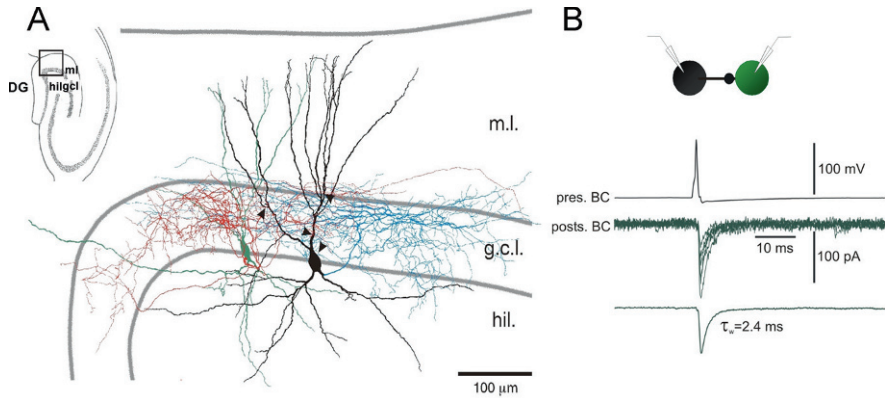 A
DG
ml
hil gcl
m.l.
g.c.l.
hil.
100 µm
B
100 mV
pres. BC
posts. BC
10 ms
100 pA
τw=2.4 ms